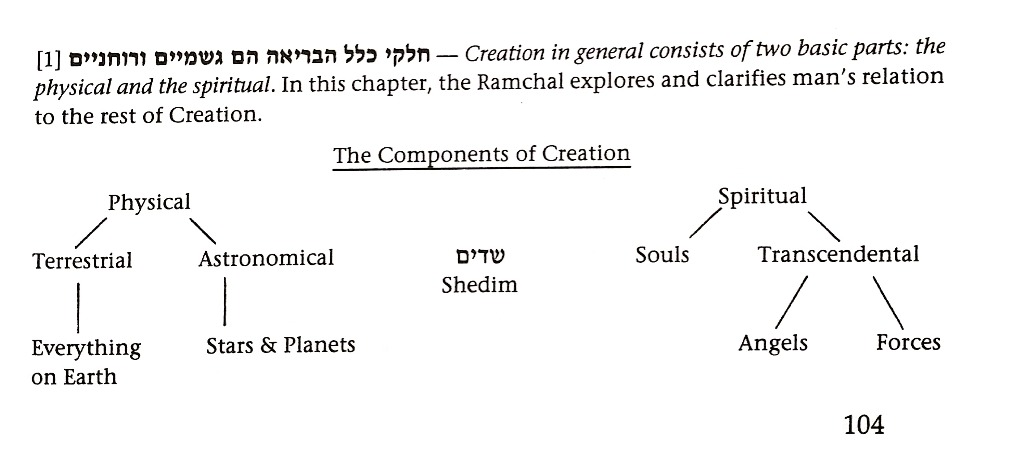 [1] חלקי כלל הבריאה הם גשמיים ורוחניים — Creation in general consists of two basic parts: the
physical and the spiritual. In this chapter, the Ramchal explores and clarifies man's relation
to the rest of Creation.
The Components of Creation
Physical
Spiritual
Terrestrial
Astronomical
שדים
Shedim
Souls
Transcendental
Everything
on Earth
Stars & Planets
Angels
Forces
104